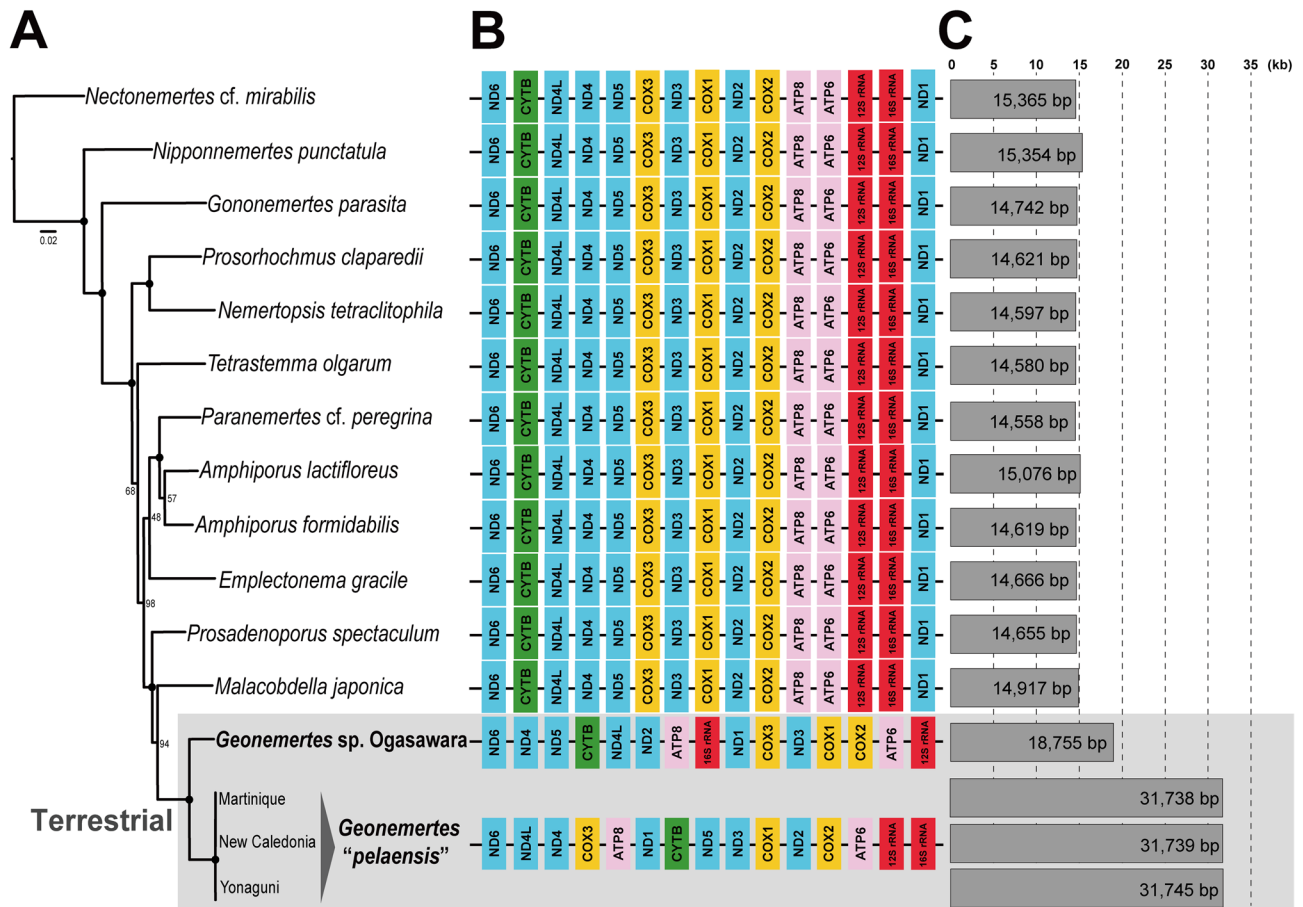 A B C
0 5 10 15 20 25 30 35 (kb)
Nectonemertes cf. mirabilis ND6 CYTB ND4L ND4 ND5 COX3 ND3 COX1 ND2 COX2 ATP8 ATP6 12S rRNA 16S rRNA ND1 15,365 bp
Nipponnemertes punctatula ND6 CYTB ND4L ND4 ND5 COX3 ND3 COX1 ND2 COX2 ATP8 ATP6 12S rRNA 16S rRNA ND1 15,354 bp
Gononemertes parasita ND6 CYTB ND4L ND4 ND5 COX3 ND3 COX1 ND2 COX2 ATP8 ATP6 12S rRNA 16S rRNA ND1 14,742 bp
0.02
Prosorhochmus claparedii ND6 CYTB ND4L ND4 ND5 COX3 ND3 COX1 ND2 COX2 ATP8 ATP6 12S rRNA 16S rRNA ND1 14,621 bp
Nemertopsis tetraclitophila ND6 CYTB ND4L ND4 ND5 COX3 ND3 COX1 ND2 COX2 ATP8 ATP6 12S rRNA 16S rRNA ND1 14,597 bp
Tetrastemma olgarum ND6 CYTB ND4L ND4 ND5 COX3 ND3 COX1 ND2 COX2 ATP8 ATP6 12S rRNA 16S rRNA ND1 14,580 bp
Paranemertes cf. peregrina ND6 CYTB ND4L ND4 ND5 COX3 ND3 COX1 ND2 COX2 ATP8 ATP6 12S rRNA 16S rRNA ND1 14,558 bp
Amphiporus lactifloreus ND6 CYTB ND4L ND4 ND5 COX3 ND3 COX1 ND2 COX2 ATP8 ATP6 12S rRNA 16S rRNA ND1 15,076 bp
68 57
48
Amphiporus formidabilis ND6 CYTB ND4L ND4 ND5 COX3 ND3 COX1 ND2 COX2 ATP8 ATP6 12S rRNA 16S rRNA ND1 14,619 bp
Emplectonema gracile ND6 CYTB ND4L ND4 ND5 COX3 ND3 COX1 ND2 COX2 ATP8 ATP6 12S rRNA 16S rRNA ND1 14,666 bp
98
Prosadenoporus spectaculum ND6 CYTB ND4L ND4 ND5 COX3 ND3 COX1 ND2 COX2 ATP8 ATP6 12S rRNA 16S rRNA ND1 14,655 bp
Malacobdella japonica ND6 CYTB ND4L ND4 ND5 COX3 ND3 COX1 ND2 COX2 ATP8 ATP6 12S rRNA 16S rRNA ND1 14,917 bp
94
Geonemertes sp. Ogasawara ND6 ND4 ND5 CYTB ND4L ND2 ATP8 16S rRNA ND1 COX3 ND3 COX1 COX2 ATP6 12S rRNA 18,755 bp
Martinique 31,738 bp
Terrestrial
New Caledonia Geonemertes ND6 ND4L ND4 COX3 ATP8 ND1 CYTB ND5 ND3 COX1 ND2 COX2 ATP6 12S rRNA 16S rRNA 31,739 bp
“pelaensis”
Yonaguni 31,745 bp